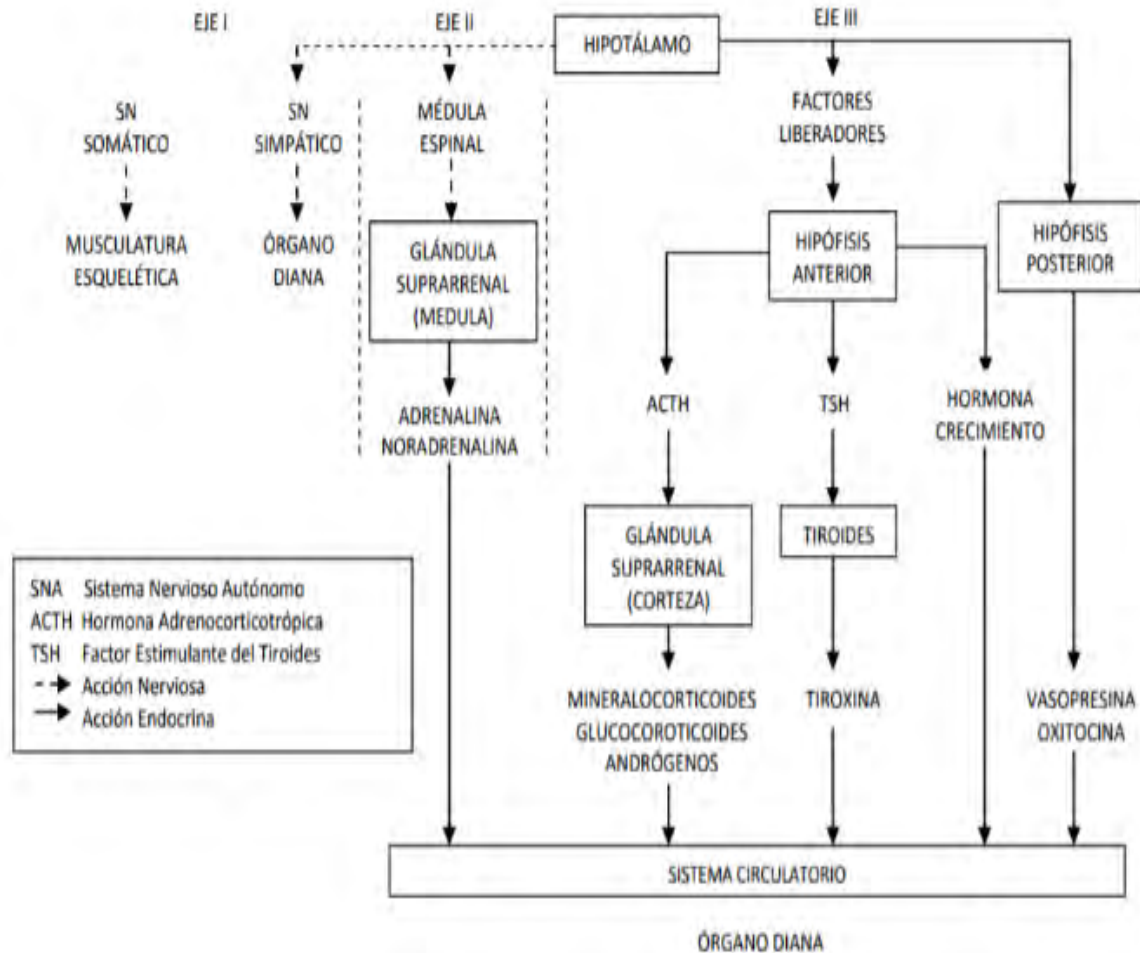 EJE I
EJE II
EJE III
HIPOTÁLAMO
SN
SOMÁTICO
SN
SIMPÁTICO
MÉDULA
ESPINAL
FACTORES
LIBERADORES
MUSCULATURA
ESQUELÉTICA
ÓRGANO
DIANA
GLÁNDULA
SUPRARRENAL
(MEDULA)
HIPÓFISIS
ANTERIOR
HIPÓFISIS
POSTERIOR
ADRENALINA
NORADRENALINA
ACTH
TSH
HORMONA
CRECIMIENTO
GLÁNDULA
SUPRARRENAL
(CORTEZA)
TIROIDES
SNA Sistema Nervioso Autónomo
ACTH Hormona Adrenocorticotrópica
TSH Factor Estimulante del Tiroides
Acción Nerviosa
Acción Endocrina
MINERALOCORTICOIDES
GLUCOCOROTICOIDES
ANDRÓGENOS
TIROXINA
VASOPRESINA
OXITOCINA
SISTEMA CIRCULATORIO
ÓRGANO DIANA